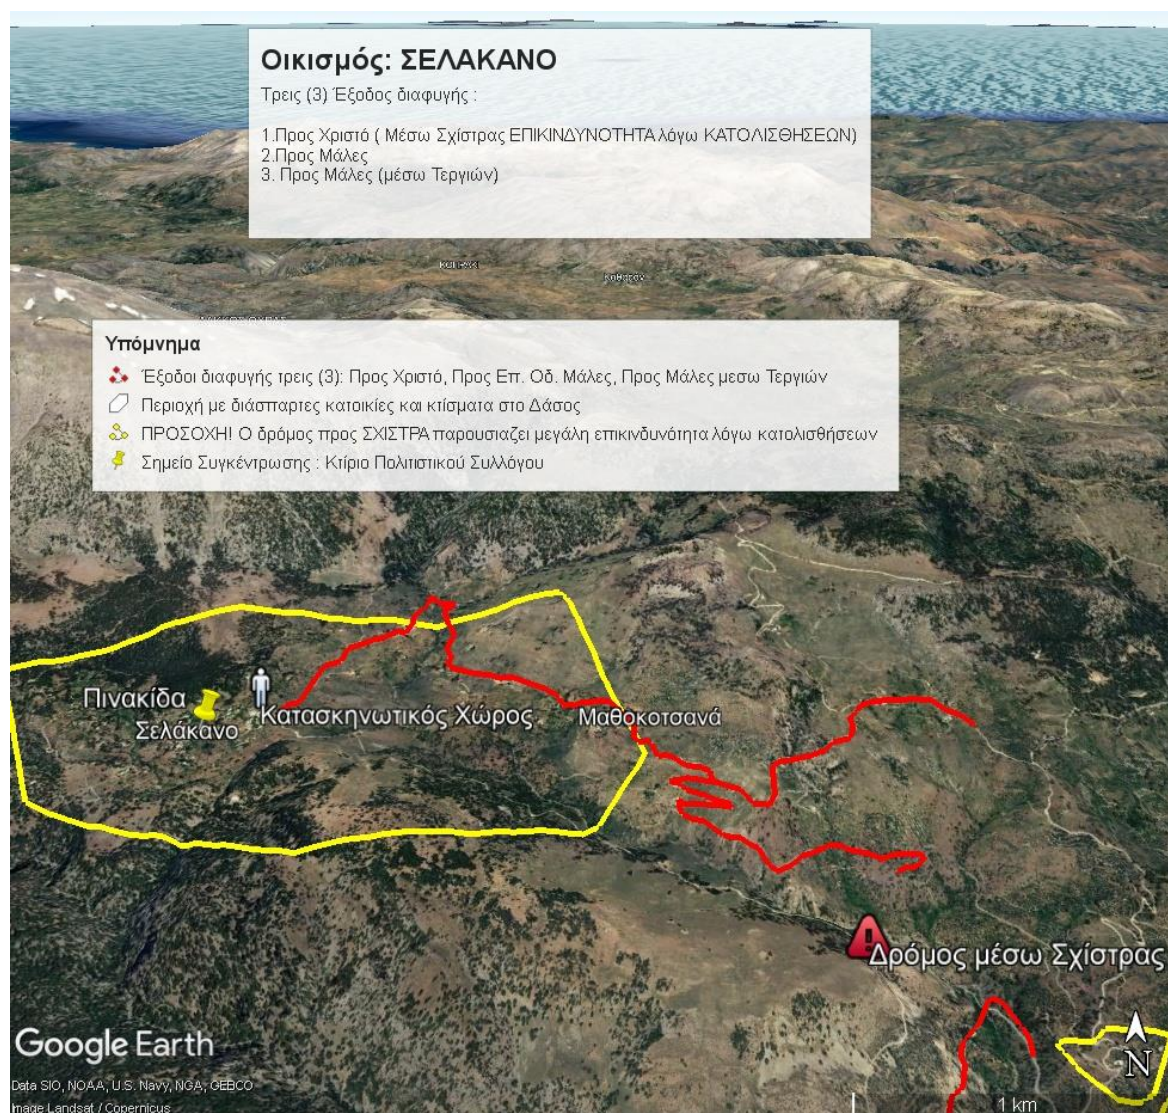 Οικισμός: ΣΕΛΑΚΑΝΟ
Τρεις (3) Έξοδος διαφυγής :
1.Προς Χριστό ( Μέσω Σχίστρας ΕΠΙΚΙΝΔΥΝΟΤΗΤΑ λόγω ΚΑΤΟΛΙΣΘΗΣΕΩΝ)
2.Προς Μάλες
3. Προς Μάλες (μέσω Τεργιών)
Καθαρόν
Υπόμνημα
Έξοδοι διαφυγής τρεις (3): Προς Χριστό, Προς Επ. Οδ. Μάλες, Προς Μάλες μεσω Τεργιών
Περιοχή με διάσπαρτες κατοικίες και κτίσματα στο Δάσος
ΠΡΟΣΟΧΗ! Ο δρόμος προς ΣΧΙΣΤΡΑ παρουσιαζει μεγάλη επικινδυνότητα λόγω κατολισθήσεων
Σημείο Συγκέντρωσης : Κτίριο Πολιτιστικού Συλλόγου
Πινακίδα
Σελάκανο
Κατασκηνωτικός Χώρος
Μαθοκοτσανά
Δρόμος μέσω Σχίστρας
Google Earth
N
Data SIO, NOAA, U.S. Navy, NGA, GEBCO
Image Landsat / Copernicus
1 km